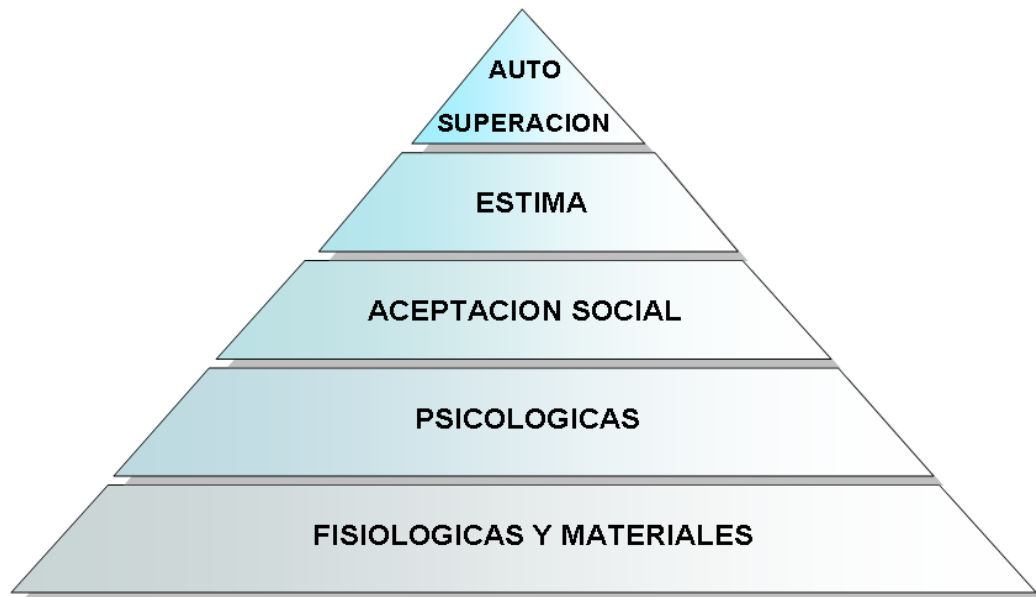 AUTO
SUPERACION
ESTIMA
ACEPTACION SOCIAL
PSICOLOGICAS
FISIOLOGICAS Y MATERIALES